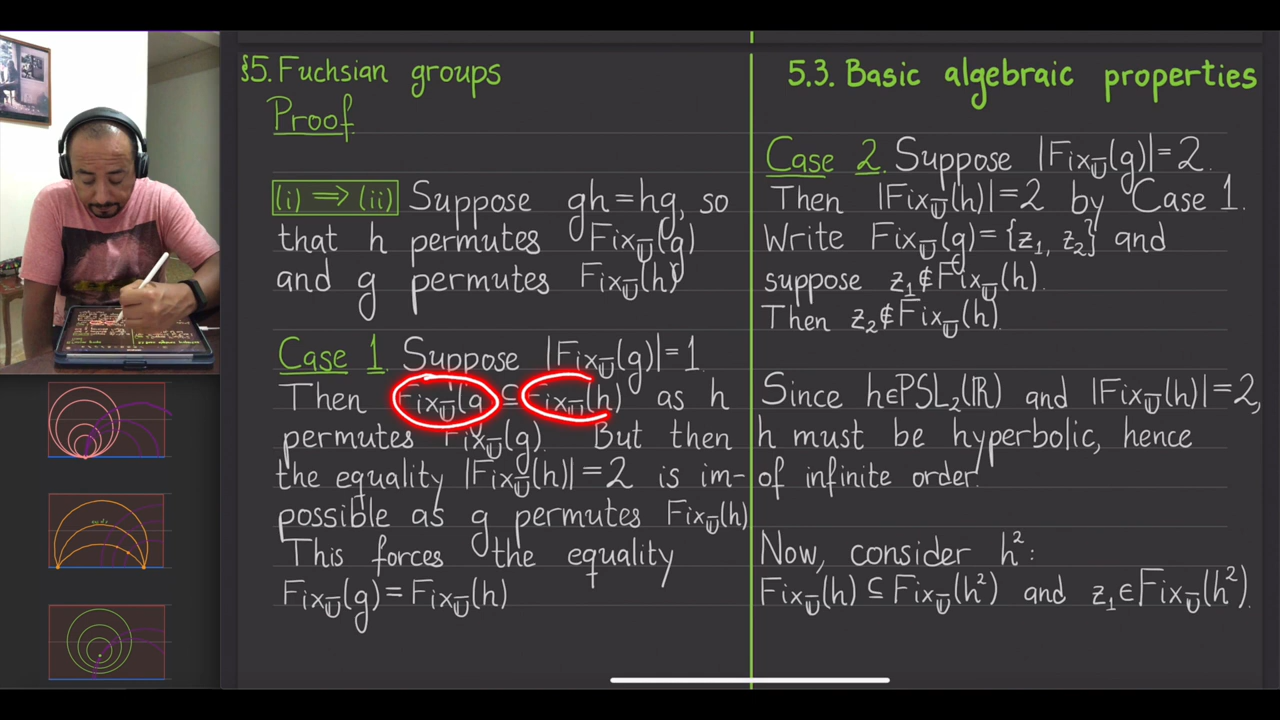 §5. Fuchsian groups
Proof
(i) ⟹ (ii) Suppose gh=hg, so
that h permutes Fix_Ū(g)
and g permutes Fix_Ū(h).
Case 1. Suppose |Fix_Ū(g)|=1.
Then Fix_Ū(g) ⊆ Fix_Ū(h) as h
permutes Fix_Ū(g). But then
the equality |Fix_Ū(h)|=2 is im-
possible as g permutes Fix_Ū(h).
This forces the equality
Fix_Ū(g)=Fix_Ū(h)
5.3. Basic algebraic properties
Case 2. Suppose |Fix_Ū(g)|=2.
Then |Fix_Ū(h)|=2 by Case 1.
Write Fix_Ū(g)={z₁, z₂} and
suppose z₁∉Fix_Ū(h).
Then z₂∉Fix_Ū(h).
Since h∈PSL₂(ℝ) and |Fix_Ū(h)|=2,
h must be hyperbolic, hence
of infinite order.
Now, consider h²:
Fix_Ū(h) ⊆ Fix_Ū(h²) and z₁∈Fix_Ū(h²).